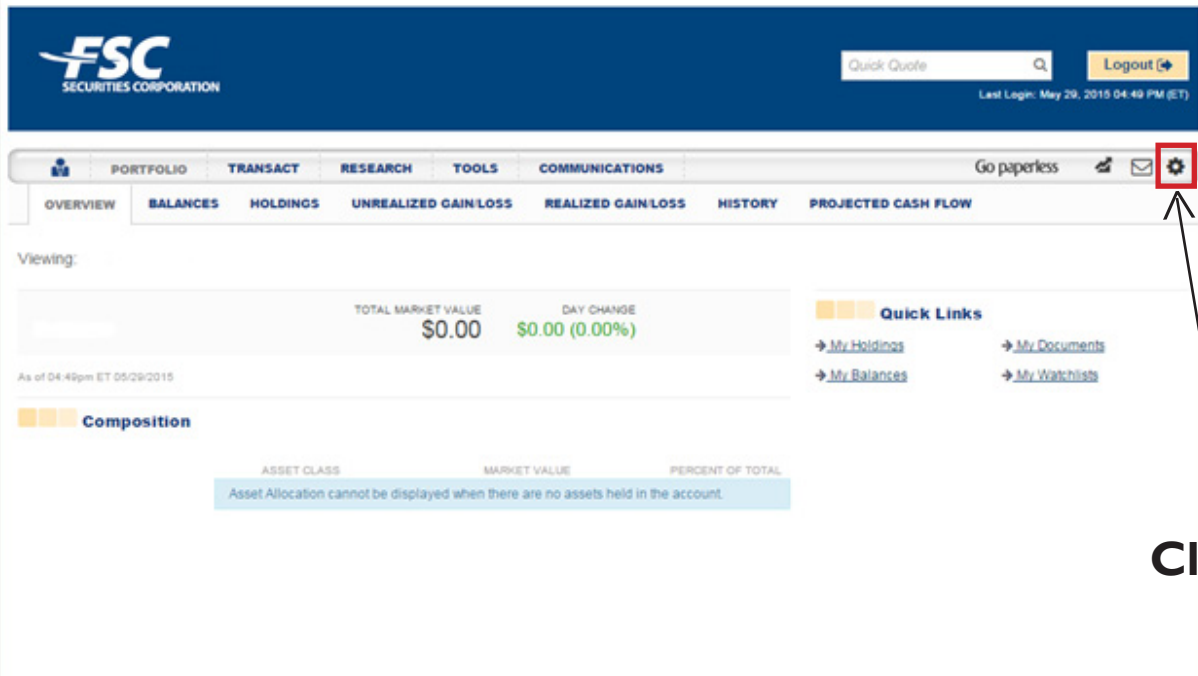 FSC
SECURITIES CORPORATION
Quick Quote
Logout
Last Login: May 29, 2015 04:49 PM (ET)
PORTFOLIO TRANSACT RESEARCH TOOLS COMMUNICATIONS Go paperless
OVERVIEW BALANCES HOLDINGS UNREALIZED GAIN/LOSS REALIZED GAIN/LOSS HISTORY PROJECTED CASH FLOW
Viewing:
TOTAL MARKET VALUE DAY CHANGE
$0.00 $0.00 (0.00%)
As of 04:49pm ET 05/29/2015
Quick Links
My Holdings My Documents
My Balances My Watchlists
Composition
ASSET CLASS MARKET VALUE PERCENT OF TOTAL
Asset Allocation cannot be displayed when there are no assets held in the account.
Cl